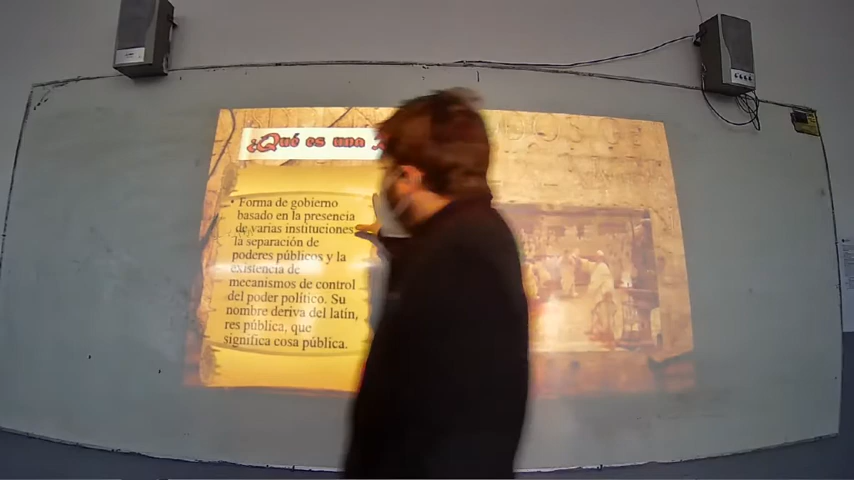 ¿Qué es una
• Forma de gobierno
basado en la presencia
de varias instituciones
la separación de
poderes públicos y la
existencia de
mecanismos de control
del poder político. Su
nombre deriva del latín,
res pública, que
significa cosa pública.